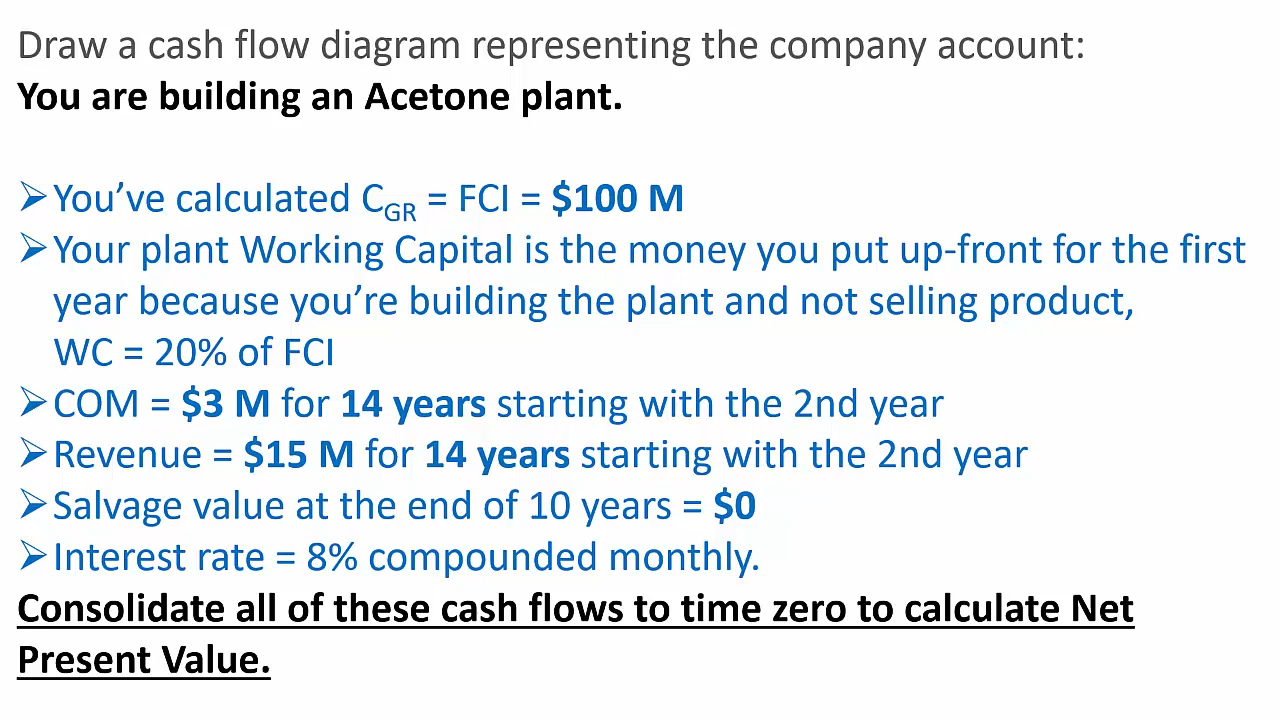 Draw a cash flow diagram representing the company account:
You are building an Acetone plant.
➢You've calculated CGR = FCI = $100 M
➢Your plant Working Capital is the money you put up-front for the first
year because you're building the plant and not selling product,
WC = 20% of FCI
➢COM = $3 M for 14 years starting with the 2nd year
➢Revenue = $15 M for 14 years starting with the 2nd year
➢Salvage value at the end of 10 years = $0
➢Interest rate = 8% compounded monthly.
Consolidate all of these cash flows to time zero to calculate Net
Present Value.